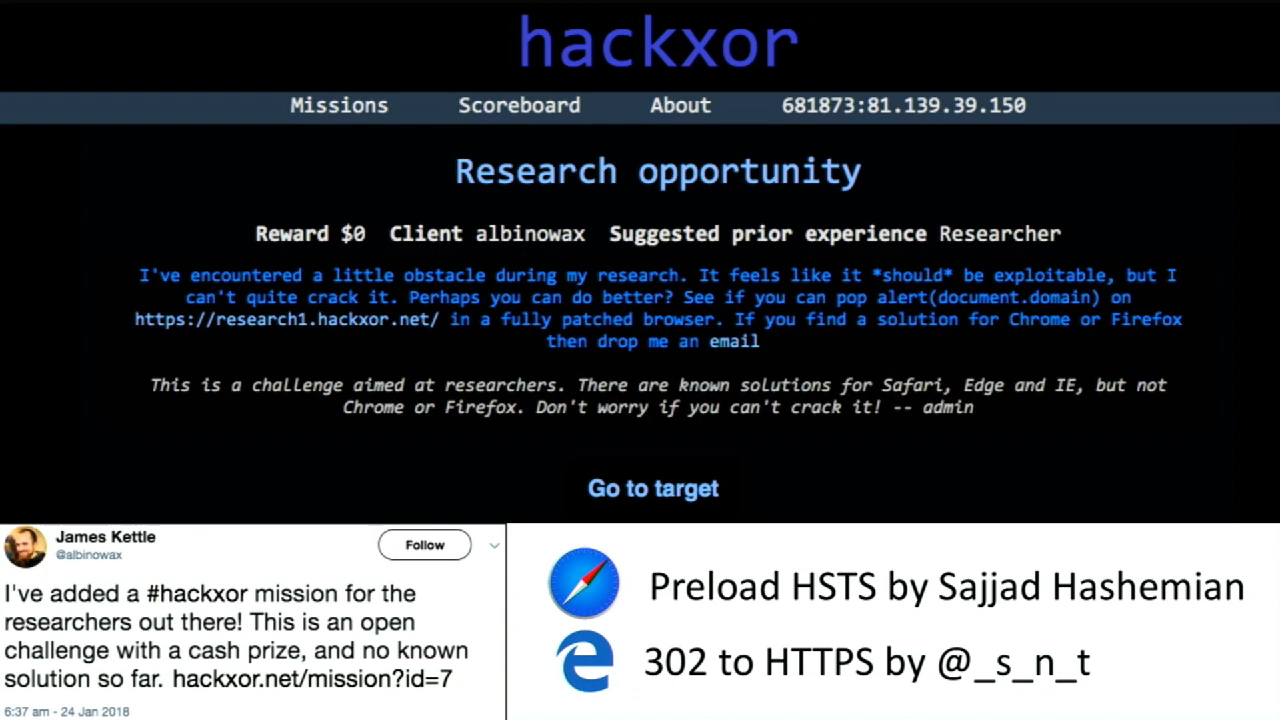 hackxor
Missions Scoreboard About 681873:81.139.39.150
Research opportunity
Reward $0 Client albinowax Suggested prior experience Researcher
I've encountered a little obstacle during my research. It feels like it *should* be exploitable, but I
can't quite crack it. Perhaps you can do better? See if you can pop alert(document.domain) on
https://research1.hackxor.net/ in a fully patched browser. If you find a solution for Chrome or Firefox
then drop me an email
This is a challenge aimed at researchers. There are known solutions for Safari, Edge and IE, but not
Chrome or Firefox. Don't worry if you can't crack it! -- admin
Go to target
James Kettle
@albinowax
Follow
I've added a #hackxor mission for the
researchers out there! This is an open
challenge with a cash prize, and no known
solution so far. hackxor.net/mission?id=7
6:37 am - 24 Jan 2018
Preload HSTS by Sajjad Hashemian
302 to HTTPS by @_s_n_t